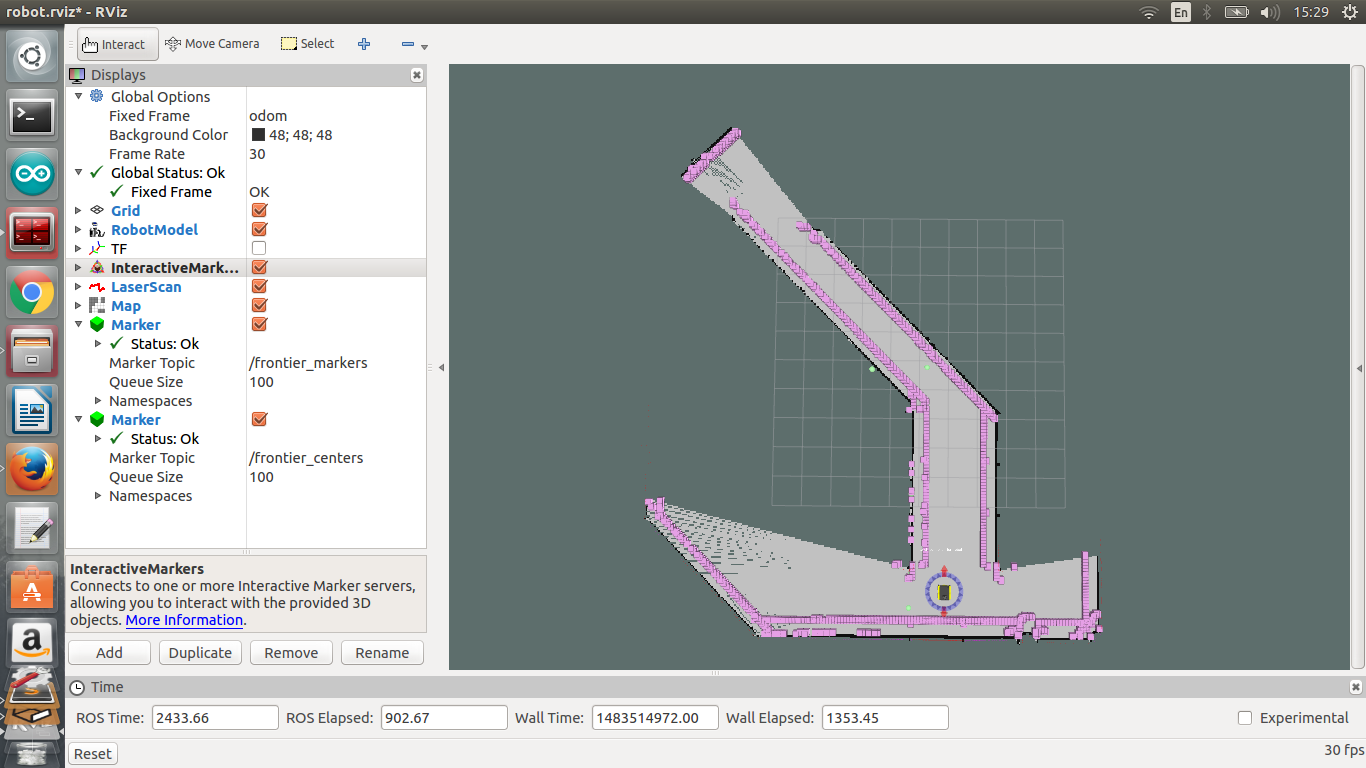 robot.rviz* - RViz
En
15:29
Interact
Move Camera
Select
Displays
Global Options
Fixed Frame odom
Background Color 48; 48; 48
Frame Rate 30
Global Status: Ok
Fixed Frame OK
Grid
RobotModel
TF
InteractiveMark...
LaserScan
Map
Marker
Status: Ok
Marker Topic /frontier_markers
Queue Size 100
Namespaces
Marker
Status: Ok
Marker Topic /frontier_centers
Queue Size 100
Namespaces
InteractiveMarkers
Connects to one or more Interactive Marker servers,
allowing you to interact with the provided 3D
objects. More Information.
Add Duplicate Remove Rename
Time
ROS Time: 2433.66 ROS Elapsed: 902.67 Wall Time: 1483514972.00 Wall Elapsed: 1353.45 Experimental
Reset
30 fps